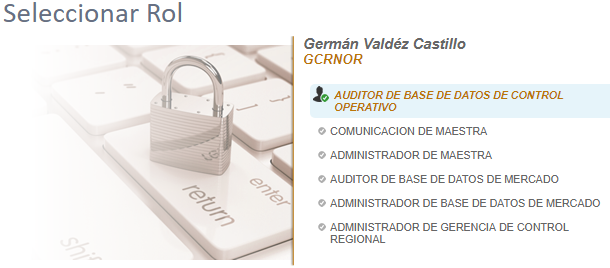 Seleccionar Rol
Germán Valdéz Castillo
GCRNOR
AUDITOR DE BASE DE DATOS DE CONTROL
OPERATIVO
COMUNICACION DE MAESTRA
ADMINISTRADOR DE MAESTRA
AUDITOR DE BASE DE DATOS DE MERCADO
ADMINISTRADOR DE BASE DE DATOS DE MERCADO
ADMINISTRADOR DE GERENCIA DE CONTROL
REGIONAL
enter
return
shift